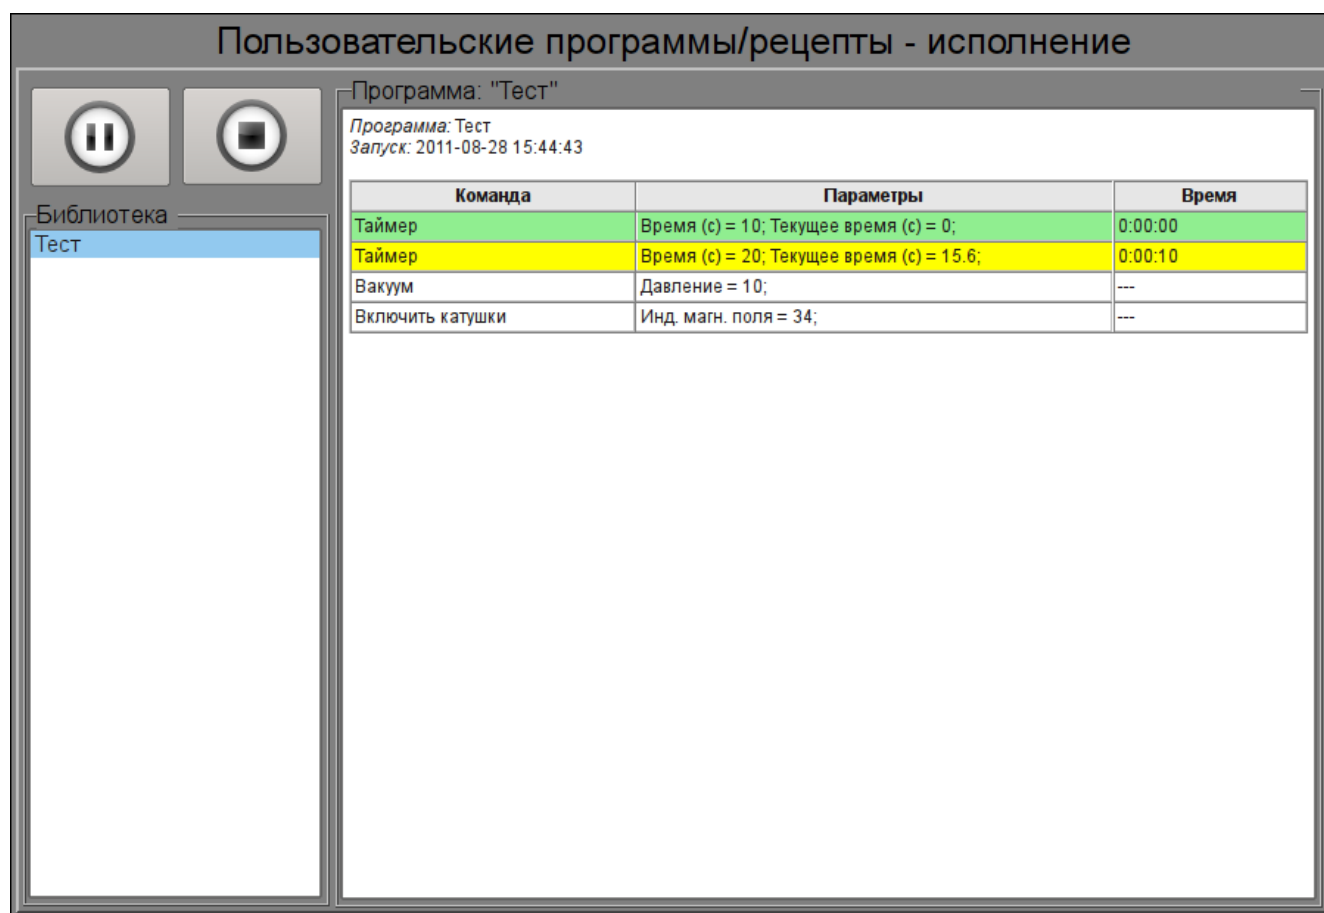 Пользовательские программы/рецепты - исполнение
Библиотека
Тест
Программа: "Тест"
Программа: Тест
Запуск: 2011-08-28 15:44:43
Команда Параметры Время
Таймер Время (с) = 10; Текущее время (с) = 0; 0:00:00
Таймер Время (с) = 20; Текущее время (с) = 15.6; 0:00:10
Вакуум Давление = 10; ---
Включить катушки Инд. магн. поля = 34; ---